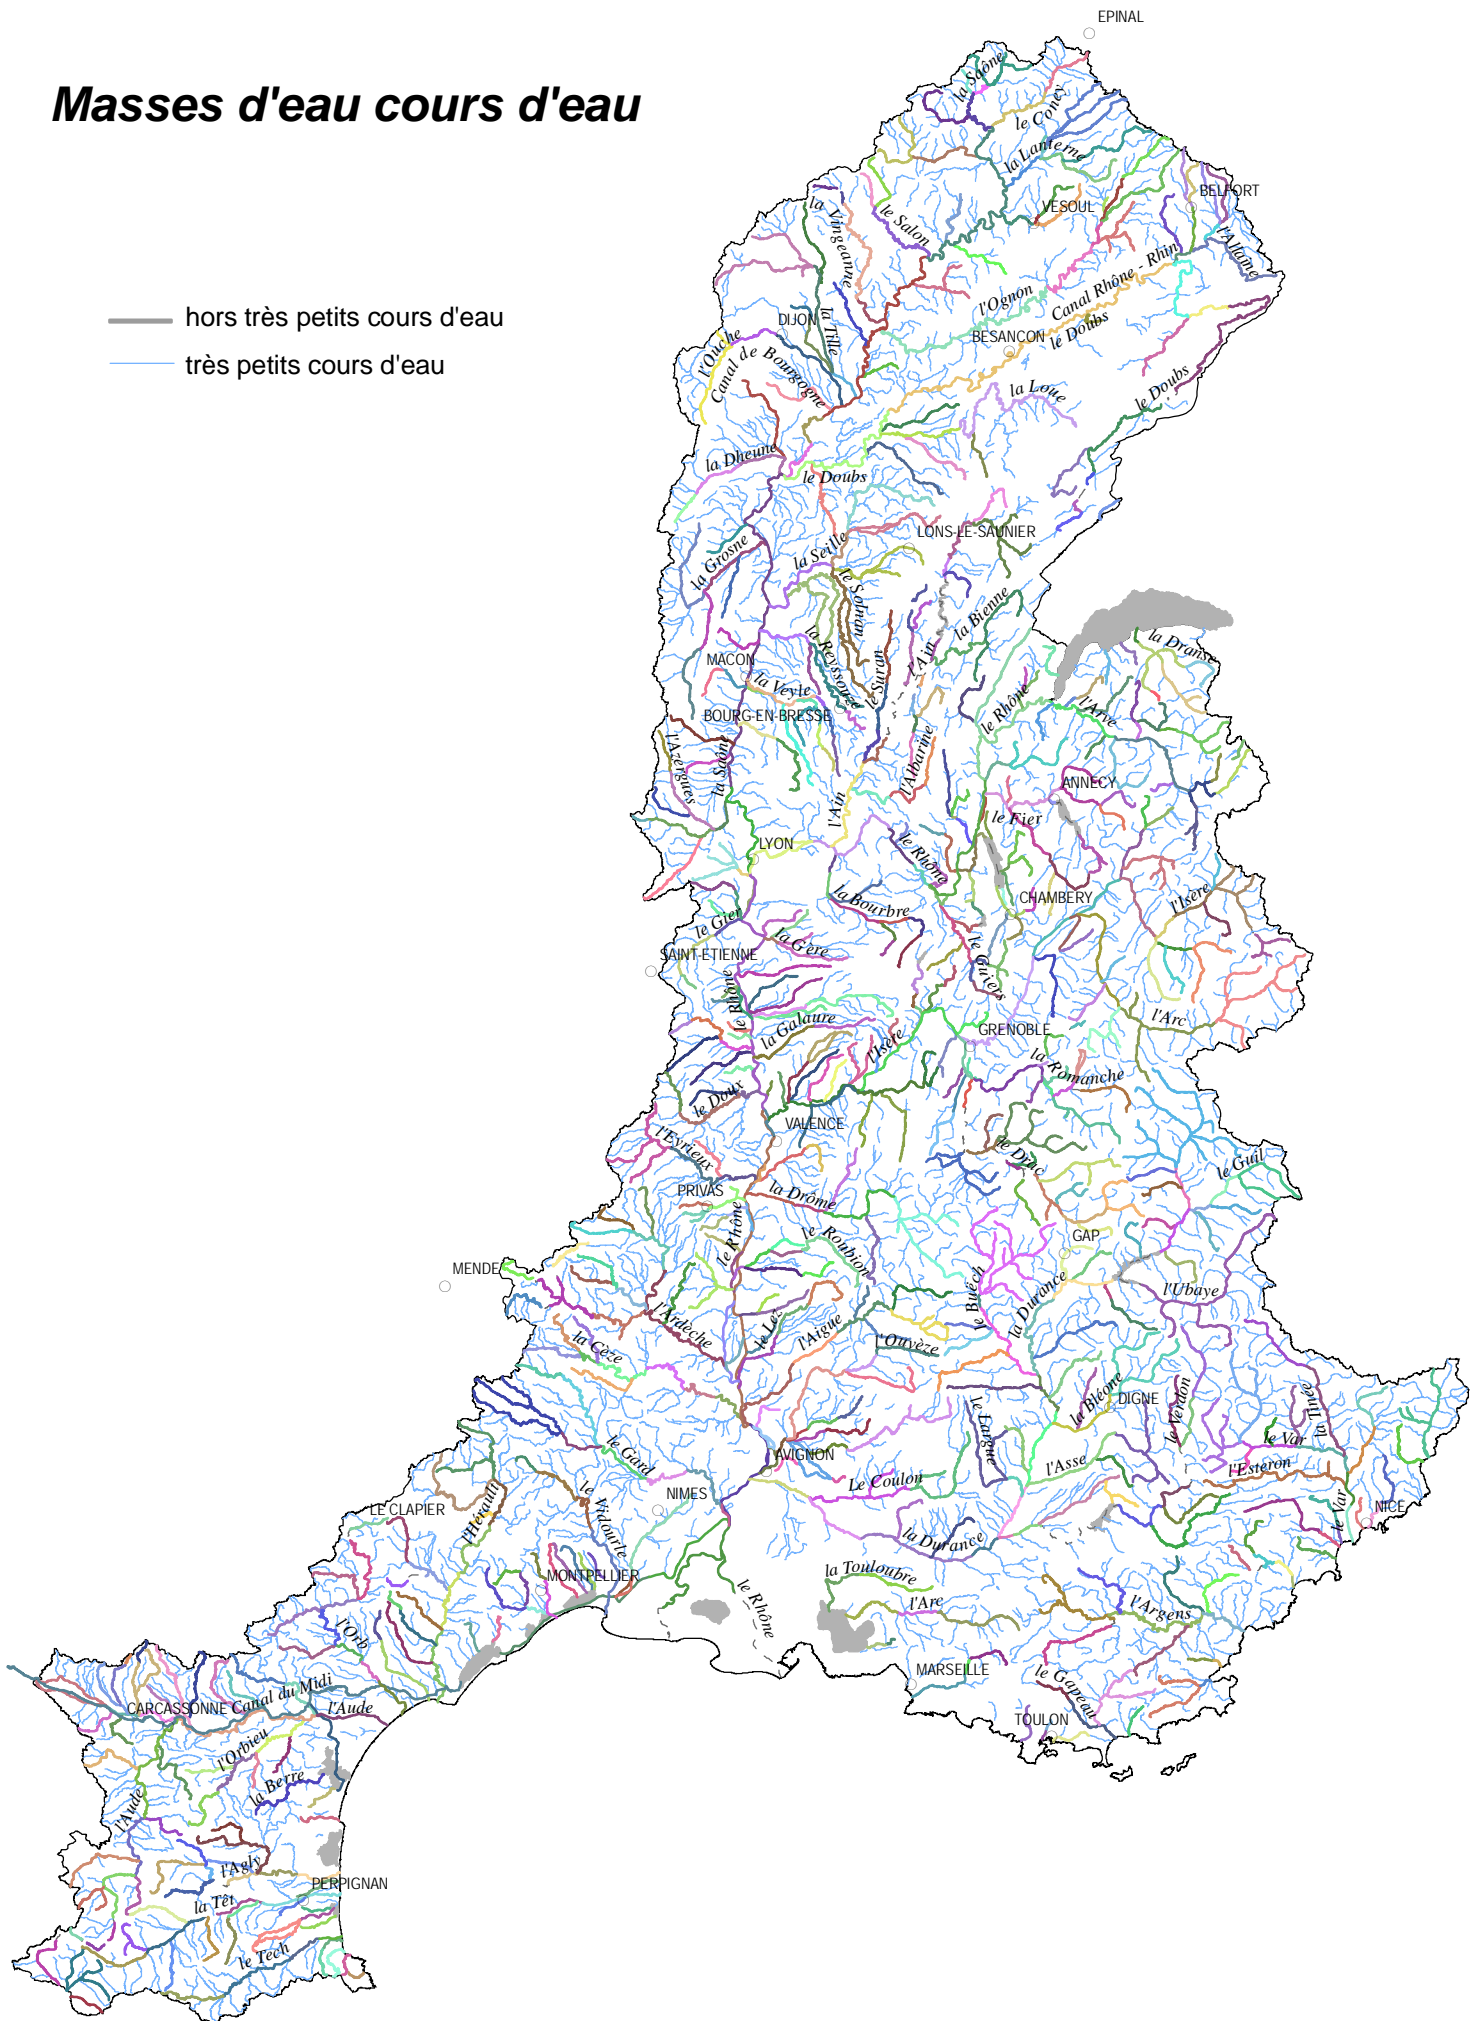 EPINAL
Masses d'eau cours d'eau
la Saône
le Coney
la Lanterne
BELFORT
VESOUL
la Vingeanne
le Salon
l'Allaine
hors très petits cours d'eau
très petits cours d'eau
Canal Rhône - Rhin
l'Ognon
DIJON
la Tille
BESANCON
le Doubs
l'Ouche
Canal de Bourgogne
la Loue
le Doubs
la Dheune
le Doubs
LONS-LE-SAUNIER
la Grosne
la Seille
le Solnan
la Bienne
la Dranse
la Reyssouze
l'Ain
le Suran
MACON
la Veyle
BOURG-EN-BRESSE
le Rhône
l'Arve
l'Azergues
la Saône
l'Albarine
ANNECY
l'Ain
le Fier
LYON
le Rhône
CHAMBERY
l'Isère
la Bourbre
le Gier
la Gère
SAINT-ETIENNE
le Guiers
le Rhône
l'Arc
la Galaure
GRENOBLE
l'Isère
la Romanche
le Doux
VALENCE
l'Eyrieux
le Drac
le Guil
PRIVAS
la Drôme
le Rhône
le Roubion
GAP
MENDE
le Buëch
la Durance
l'Ubaye
l'Ardèche
le Lez
l'Aigue
l'Ouvèze
la Cèze
la Bléone
DIGNE
le Verdon
la Tinée
le Largue
le Var
le Gard
AVIGNON
l'Asse
l'Esteron
Le Coulon
le Vidourle
NIMES
LE CLAPIER
l'Hérault
le Var
NICE
la Durance
MONTPELLIER
la Touloubre
le Rhône
l'Arc
l'Argens
l'Orb
MARSEILLE
le Gapeau
Canal du Midi
CARCASSONNE
l'Aude
TOULON
l'Orbieu
la Berre
l'Aude
l'Agly
PERPIGNAN
la Têt
le Tech